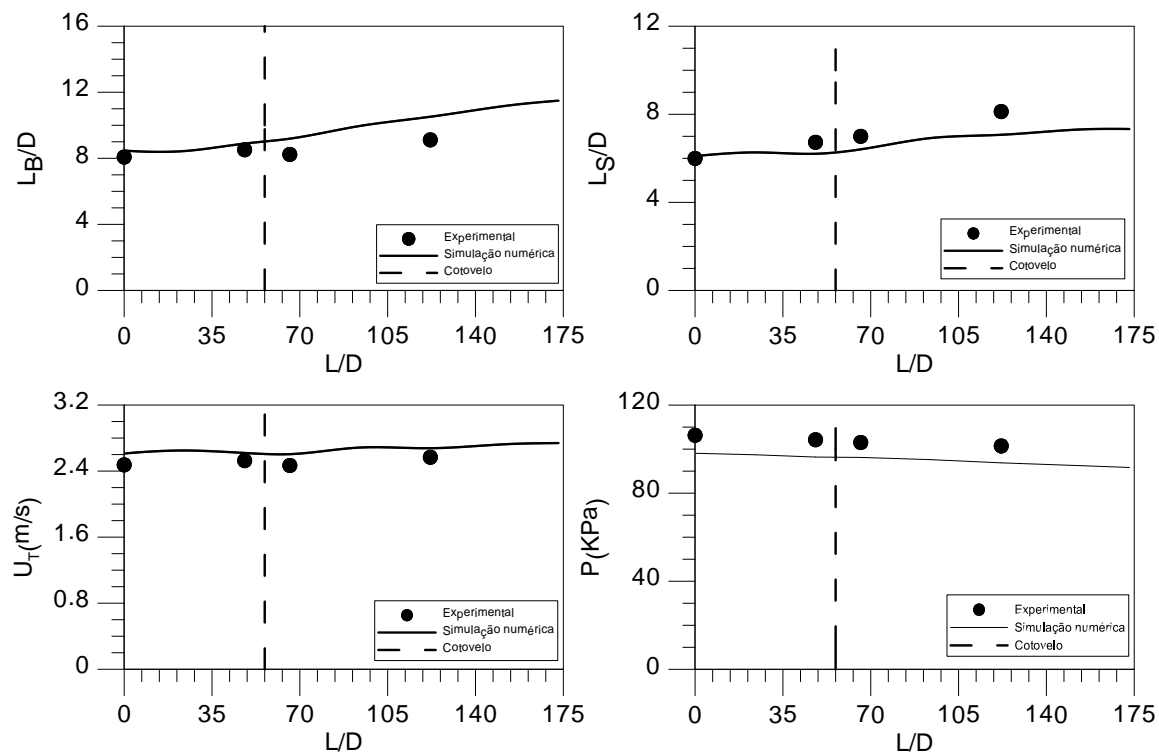 16
12
8
4
0
L_B/D
Experimental
Simulação numérica
Cotovelo
0 35 70 105 140 175
L/D
12
8
4
0
L_S/D
Experimental
Simulação numérica
Cotovelo
0 35 70 105 140 175
L/D
3.2
2.4
1.6
0.8
0
U_T(m/s)
Experimental
Simulação numérica
Cotovelo
0 35 70 105 140 175
L/D
120
80
40
0
P(KPa)
Experimental
Simulação numérica
Cotovelo
0 35 70 105 140 175
L/D